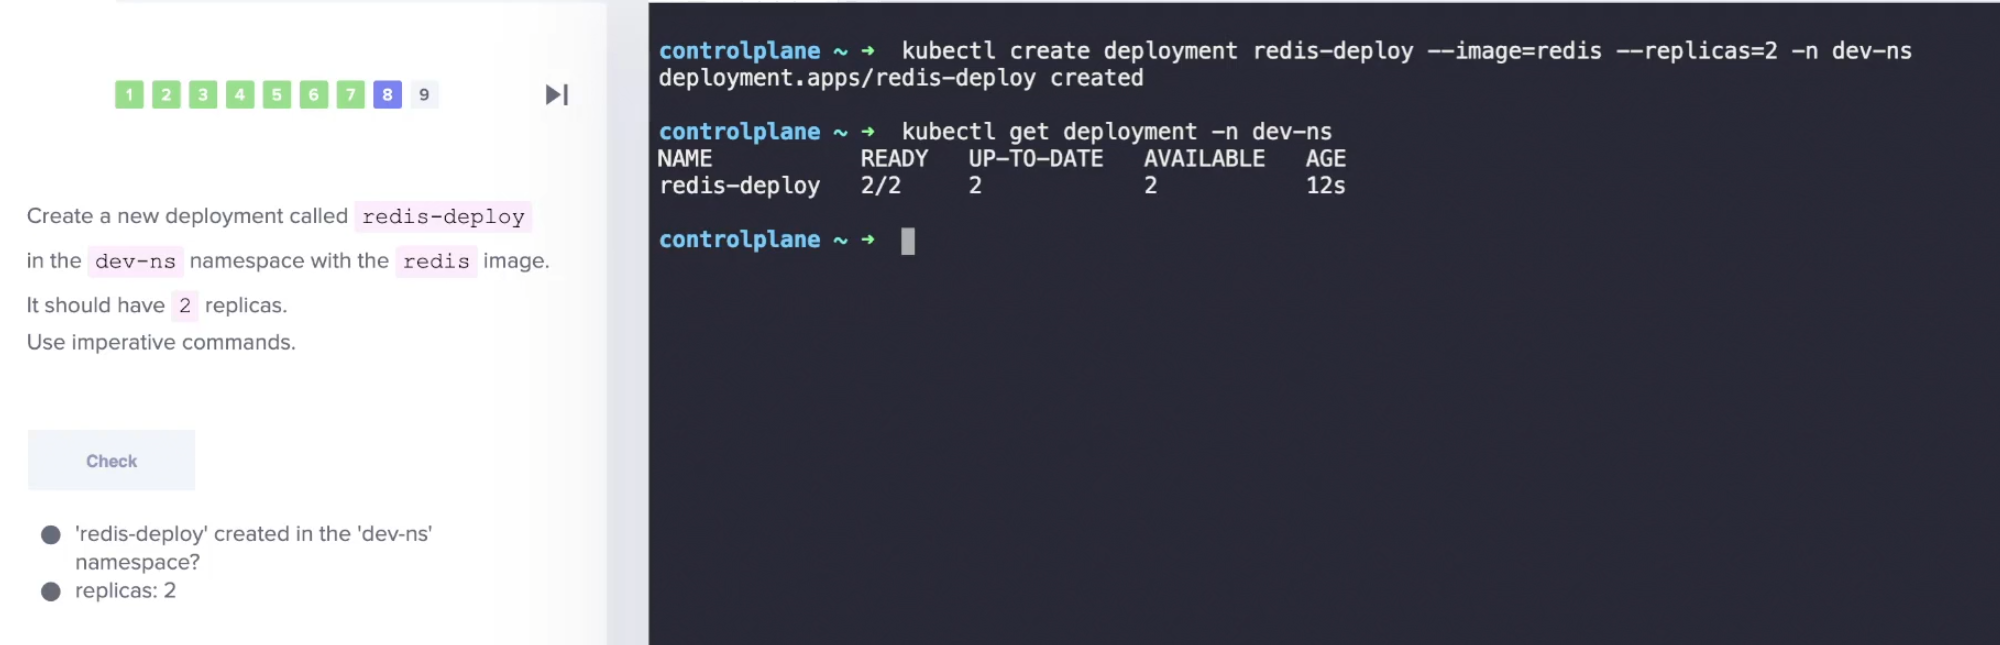 1 2 3 4 5 6 7 8 9
Create a new deployment called redis-deploy
in the dev-ns namespace with the redis image.
It should have 2 replicas.
Use imperative commands.
Check
'redis-deploy' created in the 'dev-ns'
namespace?
replicas: 2
controlplane ~ ➜ kubectl create deployment redis-deploy --image=redis --replicas=2 -n dev-ns
deployment.apps/redis-deploy created
controlplane ~ ➜ kubectl get deployment -n dev-ns
NAME READY UP-TO-DATE AVAILABLE AGE
redis-deploy 2/2 2 2 12s
controlplane ~ ➜